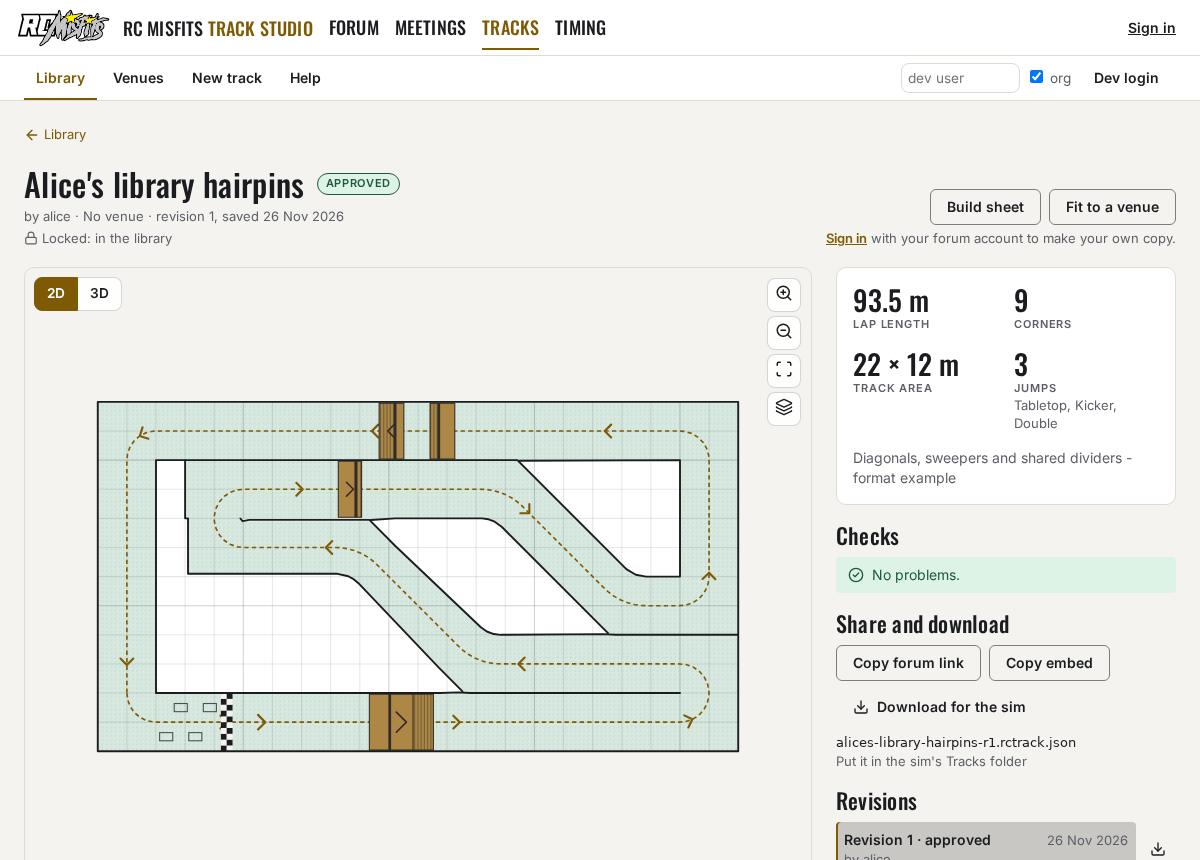 RC MISFITS
RC MISFITS TRACK STUDIO FORUM MEETINGS TRACKS TIMING Sign in
Library Venues New track Help dev user org Dev login
Library
Alice's library hairpins APPROVED
by alice · No venue · revision 1, saved 26 Nov 2026
Locked: in the library
Build sheet Fit to a venue
Sign in with your forum account to make your own copy.
2D 3D
93.5 m
LAP LENGTH
9
CORNERS
22 × 12 m
TRACK AREA
3
JUMPS
Tabletop, Kicker,
Double
Diagonals, sweepers and shared dividers -
format example
Checks
No problems.
Share and download
Copy forum link Copy embed
Download for the sim
alices-library-hairpins-r1.rctrack.json
Put it in the sim's Tracks folder
Revisions
Revision 1 · approved 26 Nov 2026
by alice